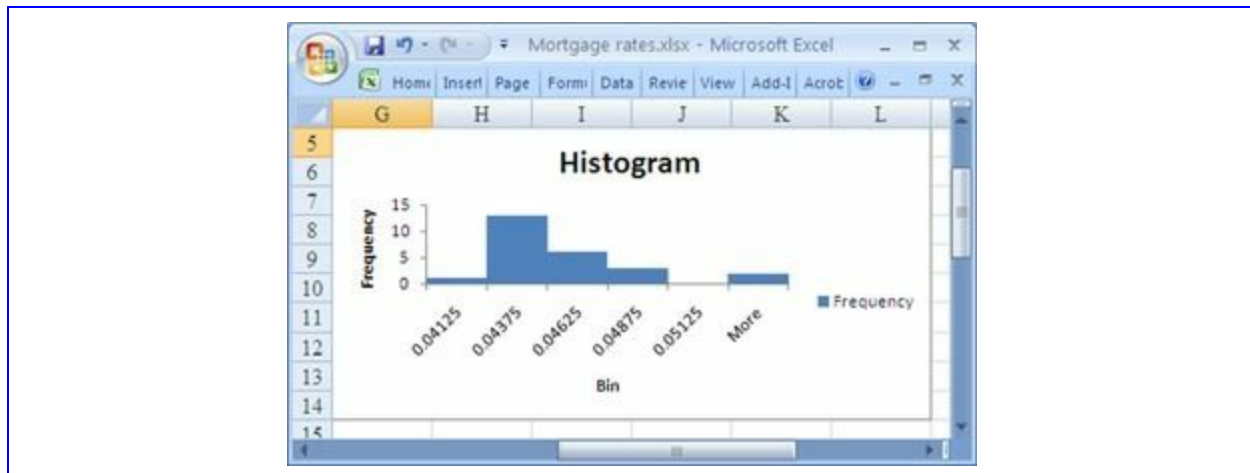 Mortgage rates.xlsx - Microsoft Excel
Home Insert Page Formu Data Revie View Add-I Acrob
G H I J K L
5
6
7
8
9
10
11
12
13
14
15
Histogram
Frequency
15
10
5
0
0.04125 0.04375 0.04625 0.04875 0.05125 More
Bin
Frequency